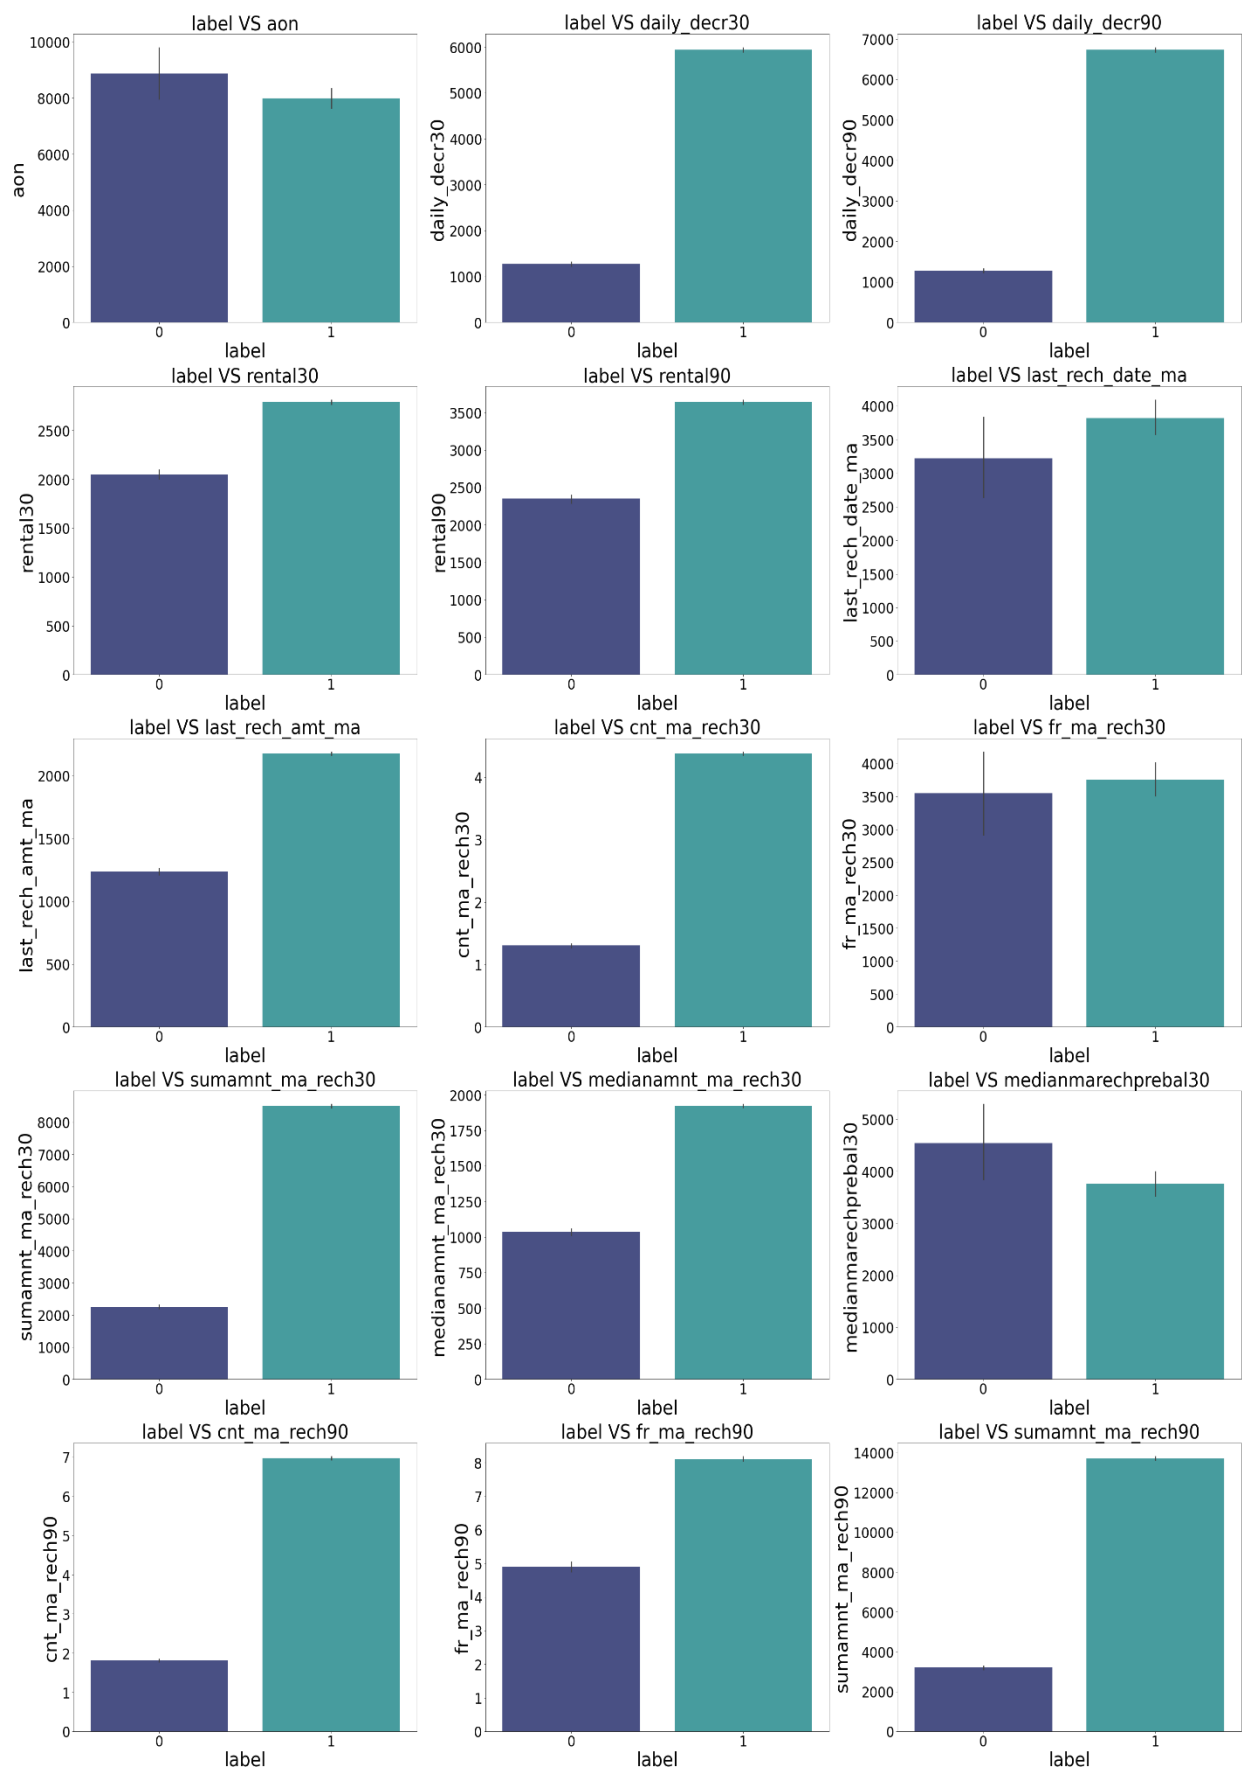 label VS aon
10000
8000
6000
4000
2000
0
aon
0 1
label
label VS daily_decr30
6000
5000
4000
3000
2000
1000
0
daily_decr30
0 1
label
label VS daily_decr90
7000
6000
5000
4000
3000
2000
1000
0
daily_decr90
0 1
label
label VS rental30
2500
2000
1500
1000
500
0
rental30
0 1
label
label VS rental90
3500
3000
2500
2000
1500
1000
500
0
rental90
0 1
label
label VS last_rech_date_ma
4000
3500
3000
2500
2000
1500
1000
500
0
last_rech_date_ma
0 1
label
label VS last_rech_amt_ma
2000
1500
1000
500
0
last_rech_amt_ma
0 1
label
label VS cnt_ma_rech30
4
3
2
1
0
cnt_ma_rech30
0 1
label
label VS fr_ma_rech30
4000
3500
3000
2500
2000
1500
1000
500
0
fr_ma_rech30
0 1
label
label VS sumamnt_ma_rech30
8000
7000
6000
5000
4000
3000
2000
1000
0
sumamnt_ma_rech30
0 1
label
label VS medianamnt_ma_rech30
2000
1750
1500
1250
1000
750
500
250
0
medianamnt_ma_rech30
0 1
label
label VS medianmarechprebal30
5000
4000
3000
2000
1000
0
medianmarechprebal30
0 1
label
label VS cnt_ma_rech90
7
6
5
4
3
2
1
0
cnt_ma_rech90
0 1
label
label VS fr_ma_rech90
8
7
6
5
4
3
2
1
0
fr_ma_rech90
0 1
label
label VS sumamnt_ma_rech90
14000
12000
10000
8000
6000
4000
2000
0
sumamnt_ma_rech90
0 1
label